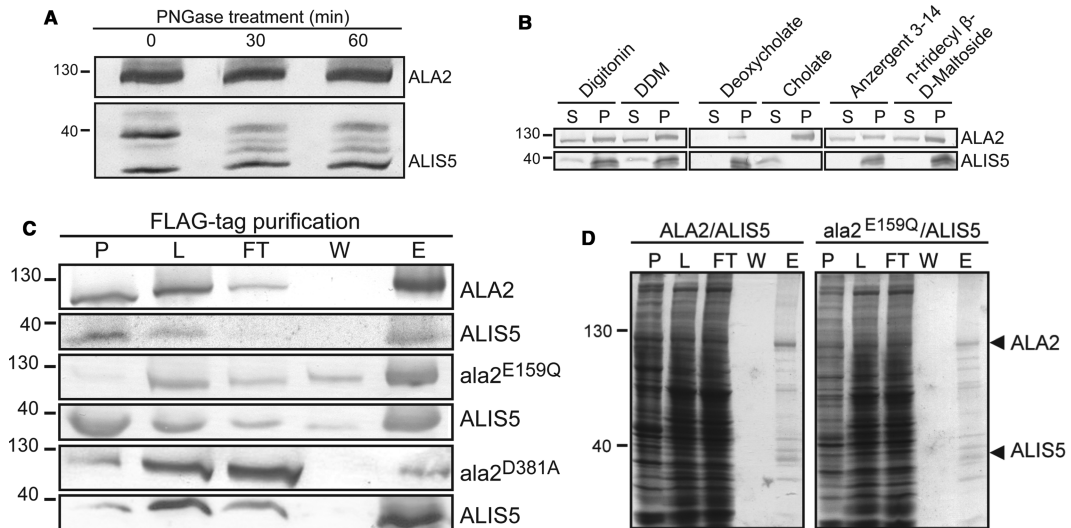 A
PNGase treatment (min)
0 30 60
130 ALA2
40 ALIS5
B
Digitonin DDM Deoxycholate Cholate Anzergent 3-14 n-tridecyl β-D-Maltoside
S P S P S P S P S P S P
130 ALA2
40 ALIS5
C
FLAG-tag purification
P L FT W E
130 ALA2
40 ALIS5
130 ala2E159Q
40 ALIS5
130 ala2D381A
40 ALIS5
D
ALA2/ALIS5 ala2E159Q/ALIS5
P L FT W E P L FT W E
130 ALA2
40 ALIS5